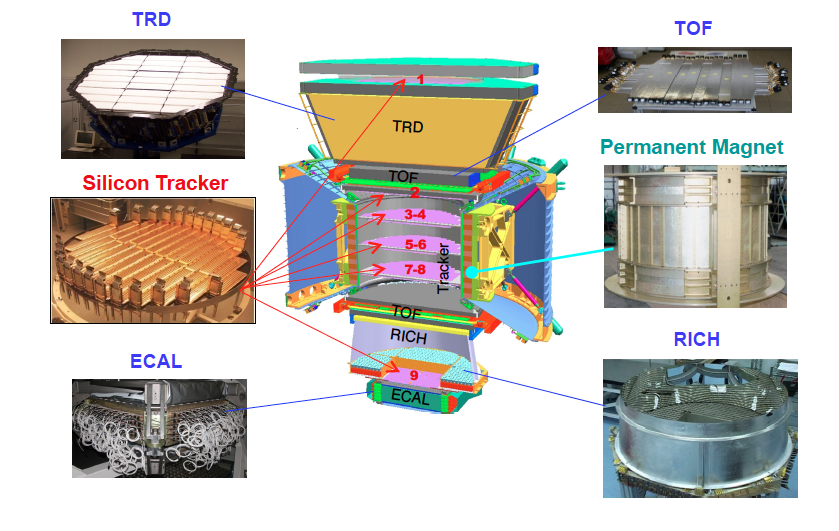 TRD
TOF
1
TRD
Permanent Magnet
Silicon Tracker
TOF
2
3-4
5-6
7-8
Tracker
TOF
RICH
RICH
ECAL
9
ECAL